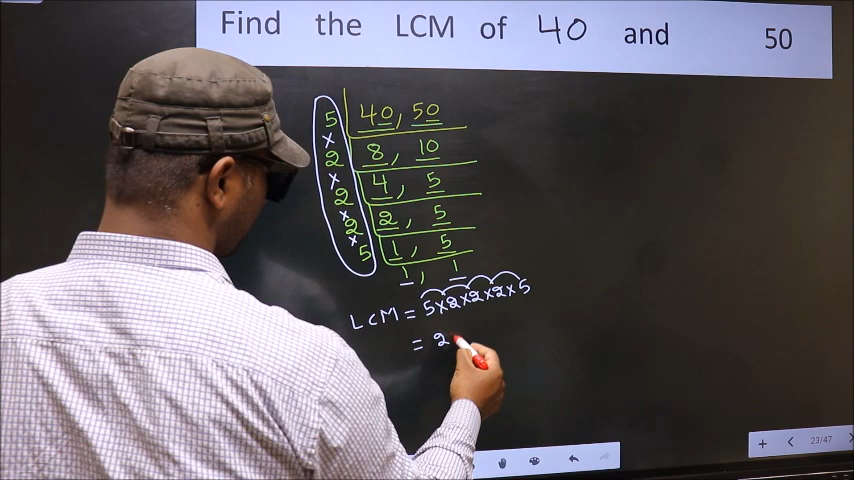 Find the LCM of 40 and 50
5 40, 50
×
2 8, 10
×
2 4, 5
×
2 2, 5
×
5 1, 5
1, 1
LCM = 5×2×2×2×5
= 2
23/47